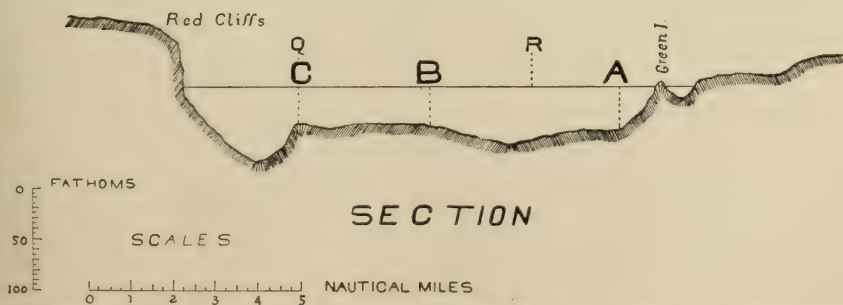 Red Cliffs
Q
R
Green I.
C
B
A
0
FATHOMS
SECTION
SCALES
50
100
NAUTICAL MILES
0 1 2 3 4 5